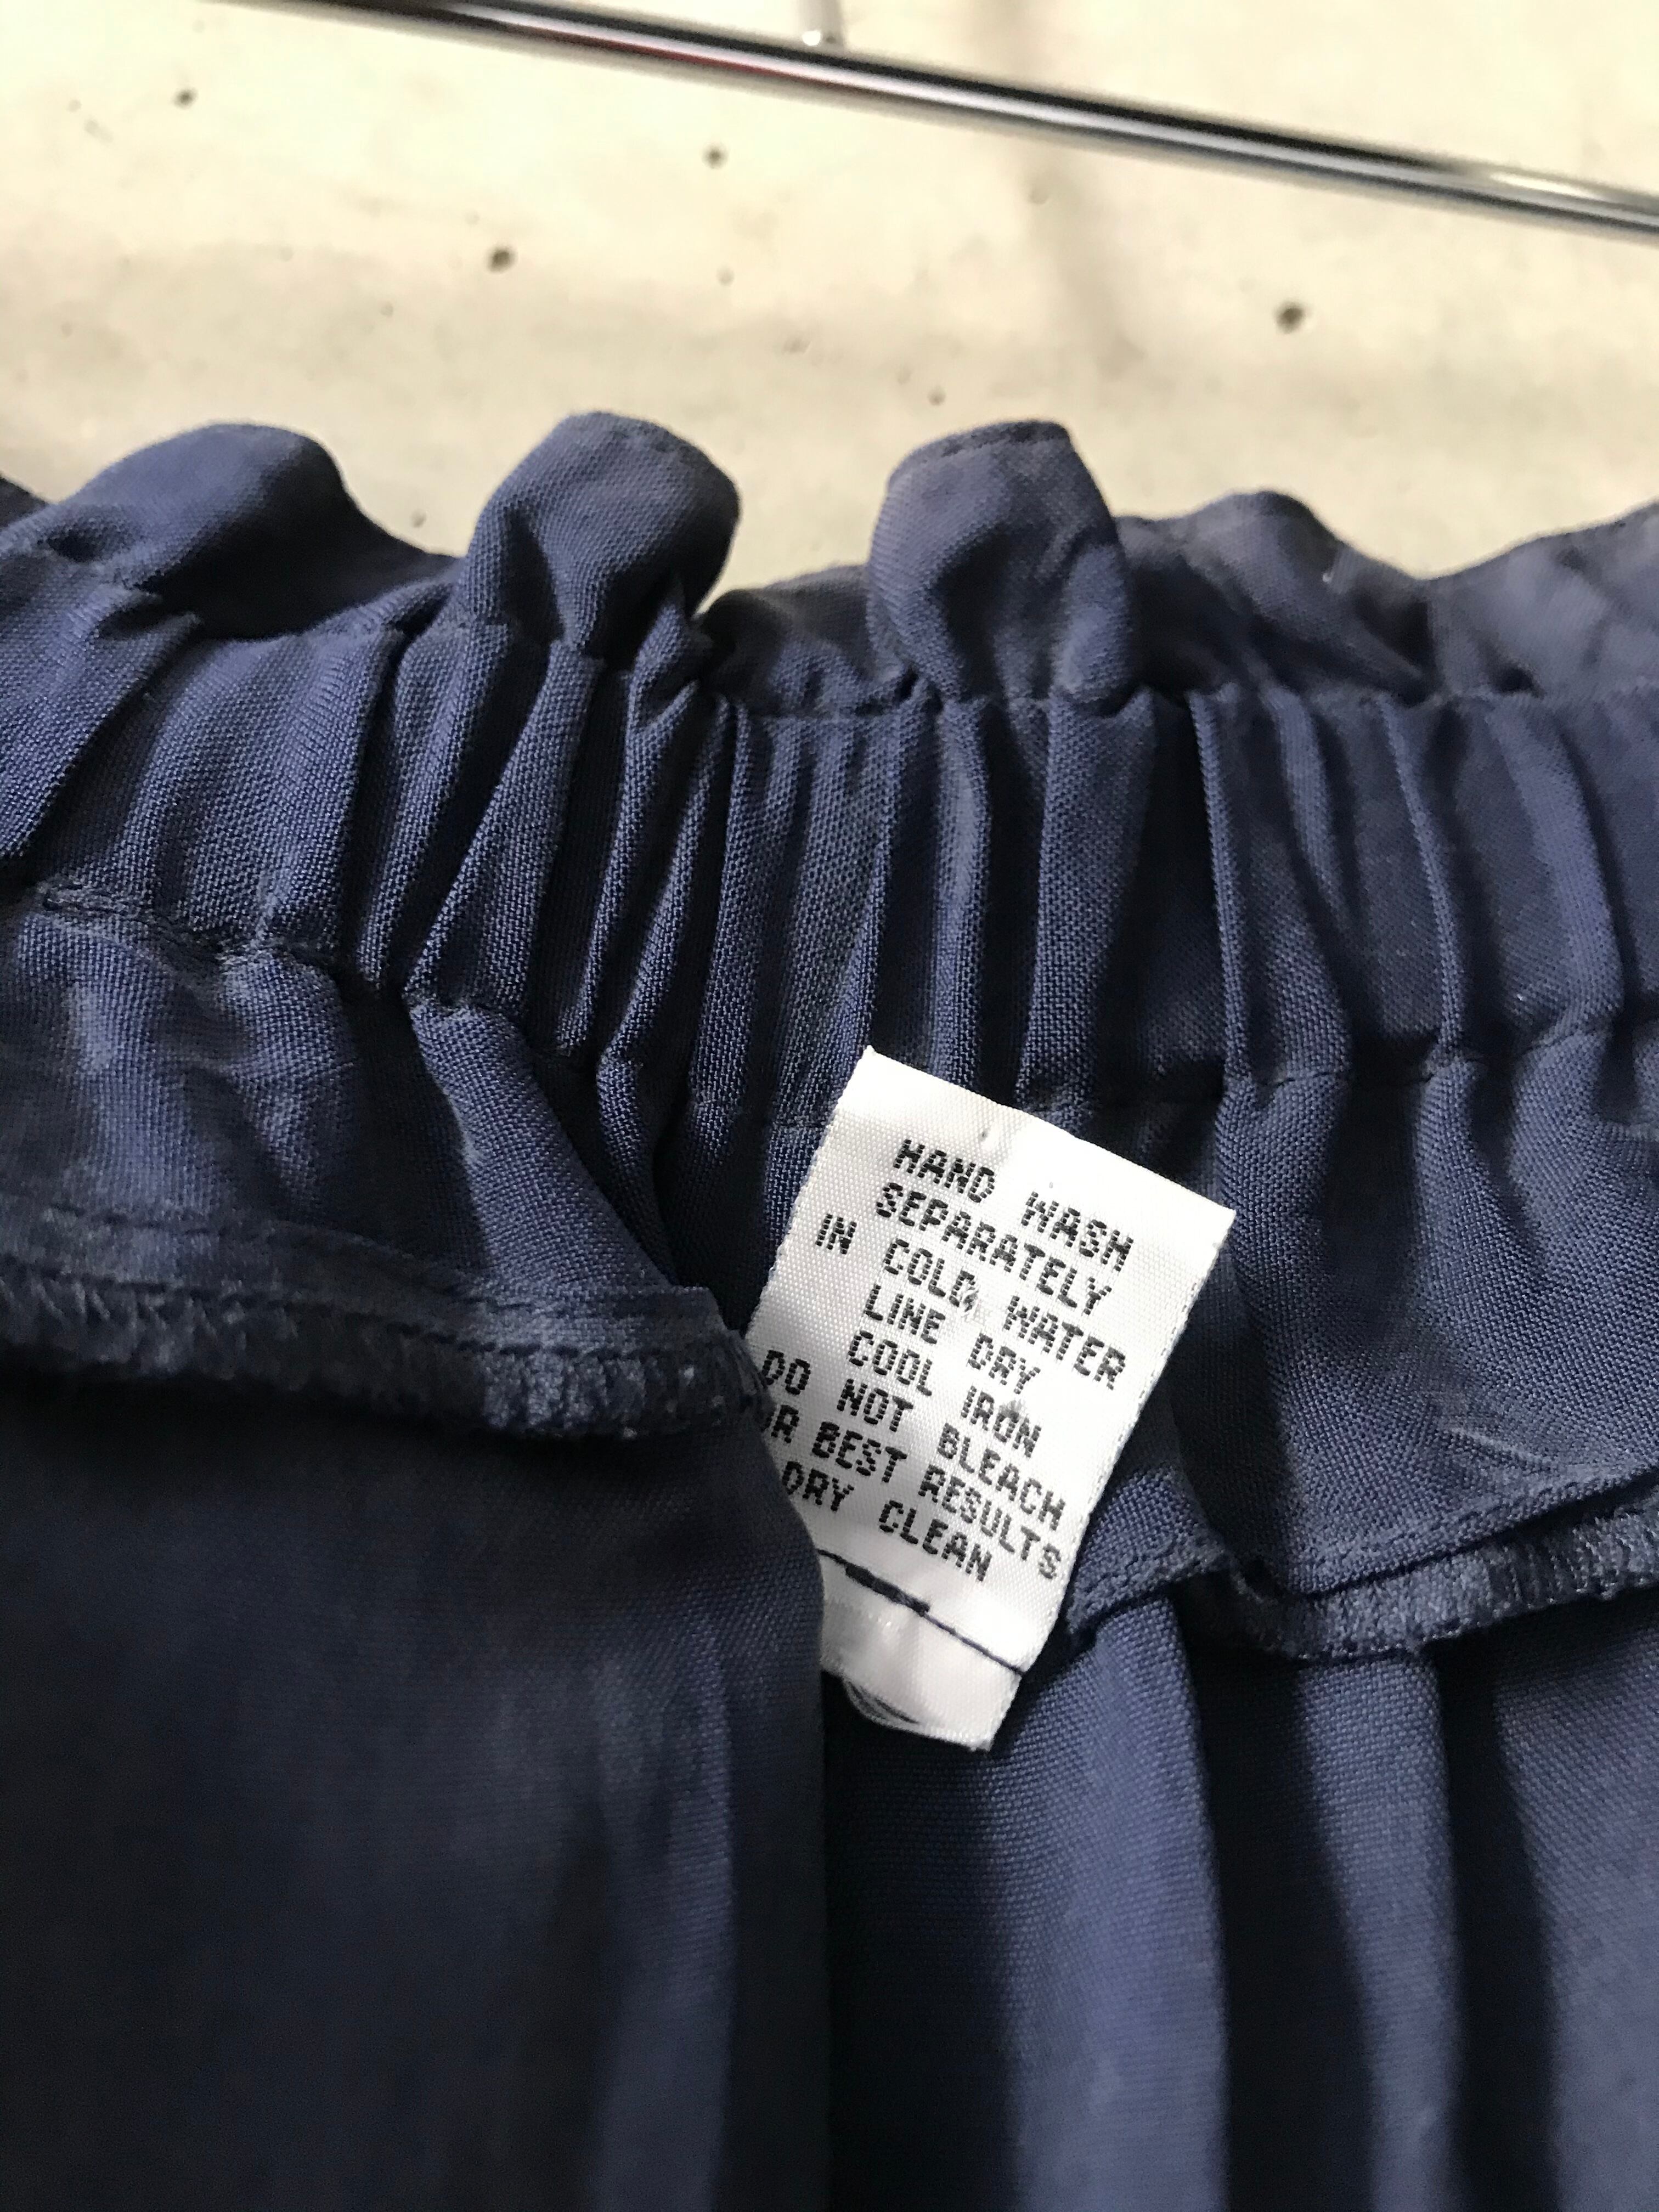 HAND WASH
SEPARATELY
IN COLD WATER
LINE DRY
COOL IRON
DO NOT BLEACH
OR BEST RESULTS
DRY CLEAN